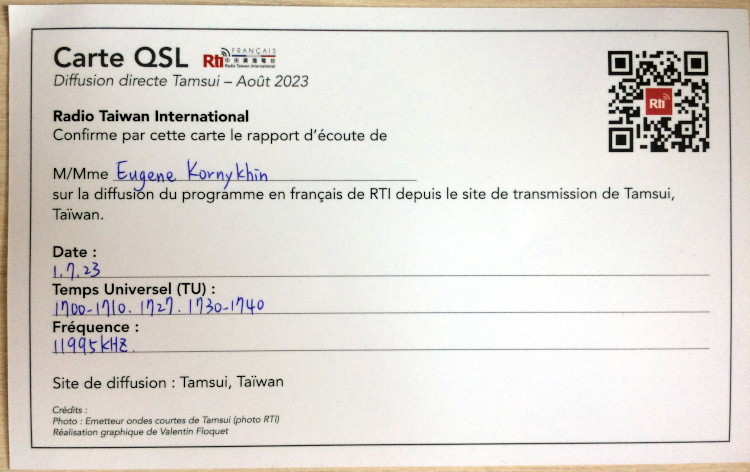 Carte QSL Rti FRANÇAIS
中央廣播電台
Radio Taiwan International
Diffusion directe Tamsui – Août 2023
Rti
Radio Taiwan International
Confirme par cette carte le rapport d'écoute de
M/Mme Eugene Kornykhin
sur la diffusion du programme en français de RTI depuis le site de transmission de Tamsui,
Taïwan.
Date :
1.7.23
Temps Universel (TU) :
1700-1710. 1727. 1730-1740
Fréquence :
11995kHz.
Site de diffusion : Tamsui, Taïwan
Crédits :
Photo : Emetteur ondes courtes de Tamsui (photo RTI)
Réalisation graphique de Valentin Floquet